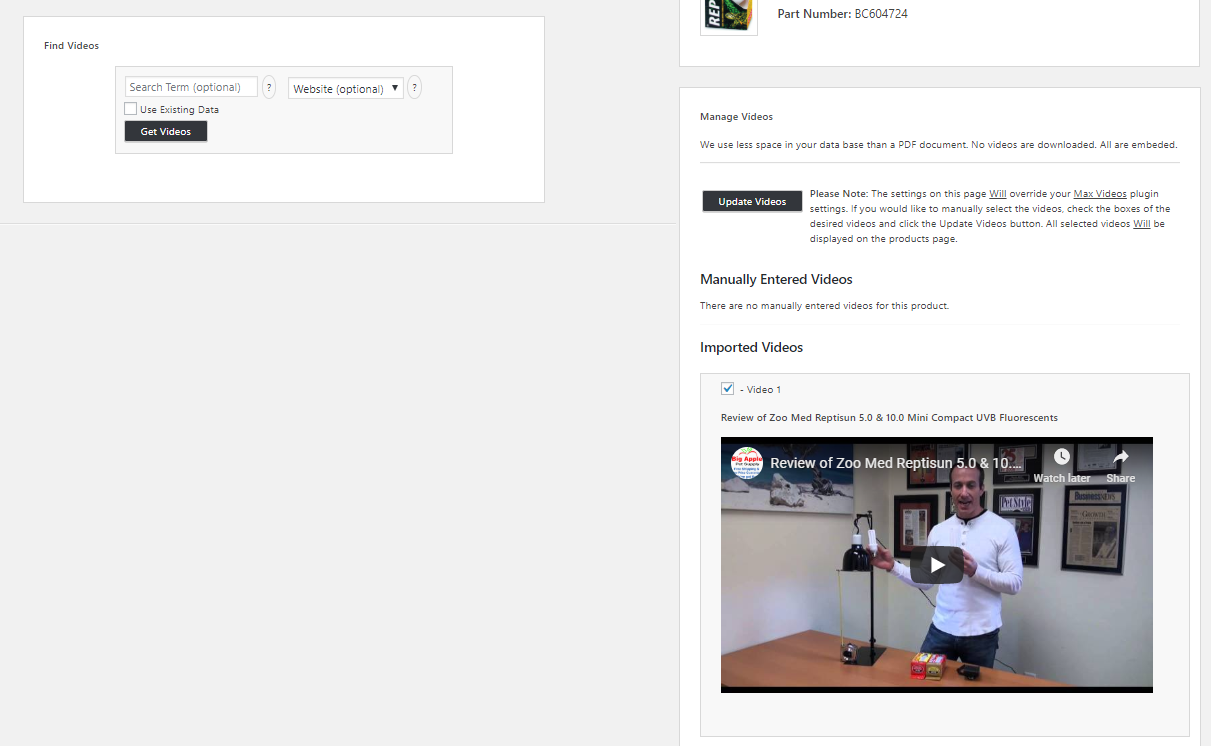 Find Videos
Search Term (optional) ? Website (optional) ▼ ?
Use Existing Data
Get Videos
REP
Part Number: BC604724
Manage Videos
We use less space in your data base than a PDF document. No videos are downloaded. All are embeded.
Update Videos
Please Note: The settings on this page Will override your Max Videos plugin
settings. If you would like to manually select the videos, check the boxes of the
desired videos and click the Update Videos button. All selected videos Will be
displayed on the products page.
Manually Entered Videos
There are no manually entered videos for this product.
Imported Videos
- Video 1
Review of Zoo Med Reptisun 5.0 & 10.0 Mini Compact UVB Fluorescents
Big Apple
Pet Supply
Review of Zoo Med Reptisun 5.0 & 10....
Watch later
Share
PetStyle
BusinessNews
Growth